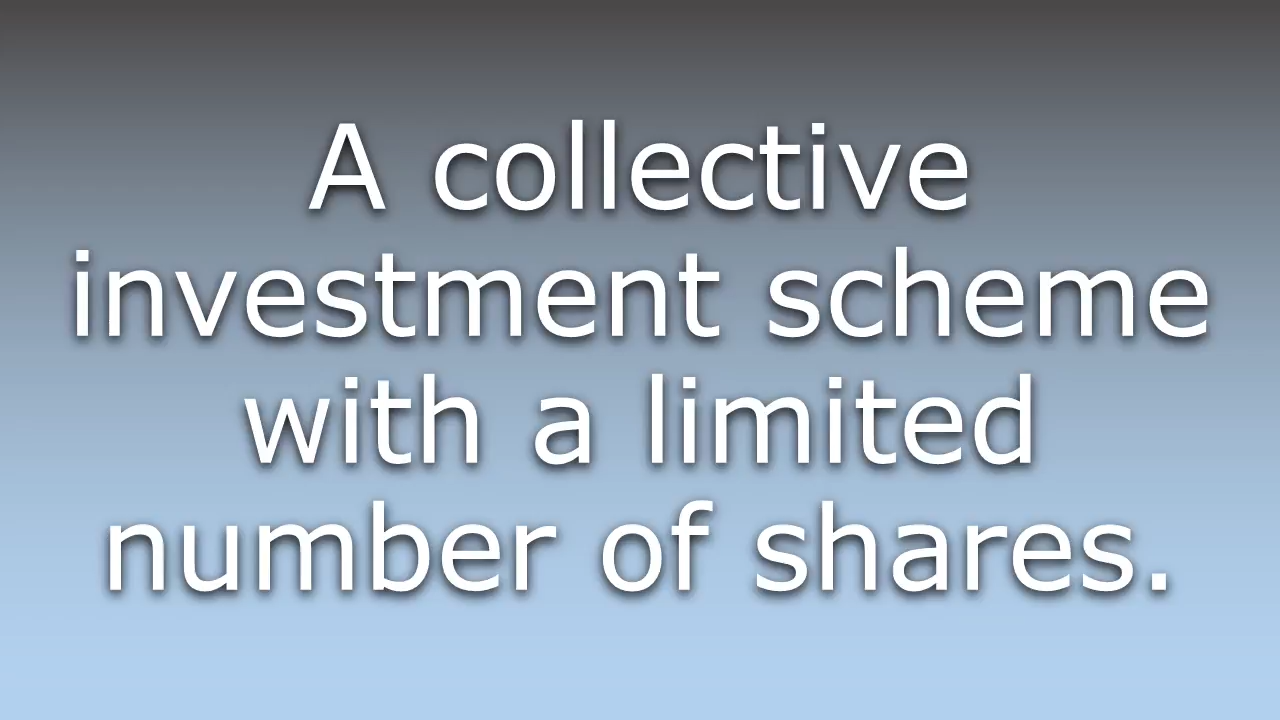 A collective
investment scheme
with a limited
number of shares.